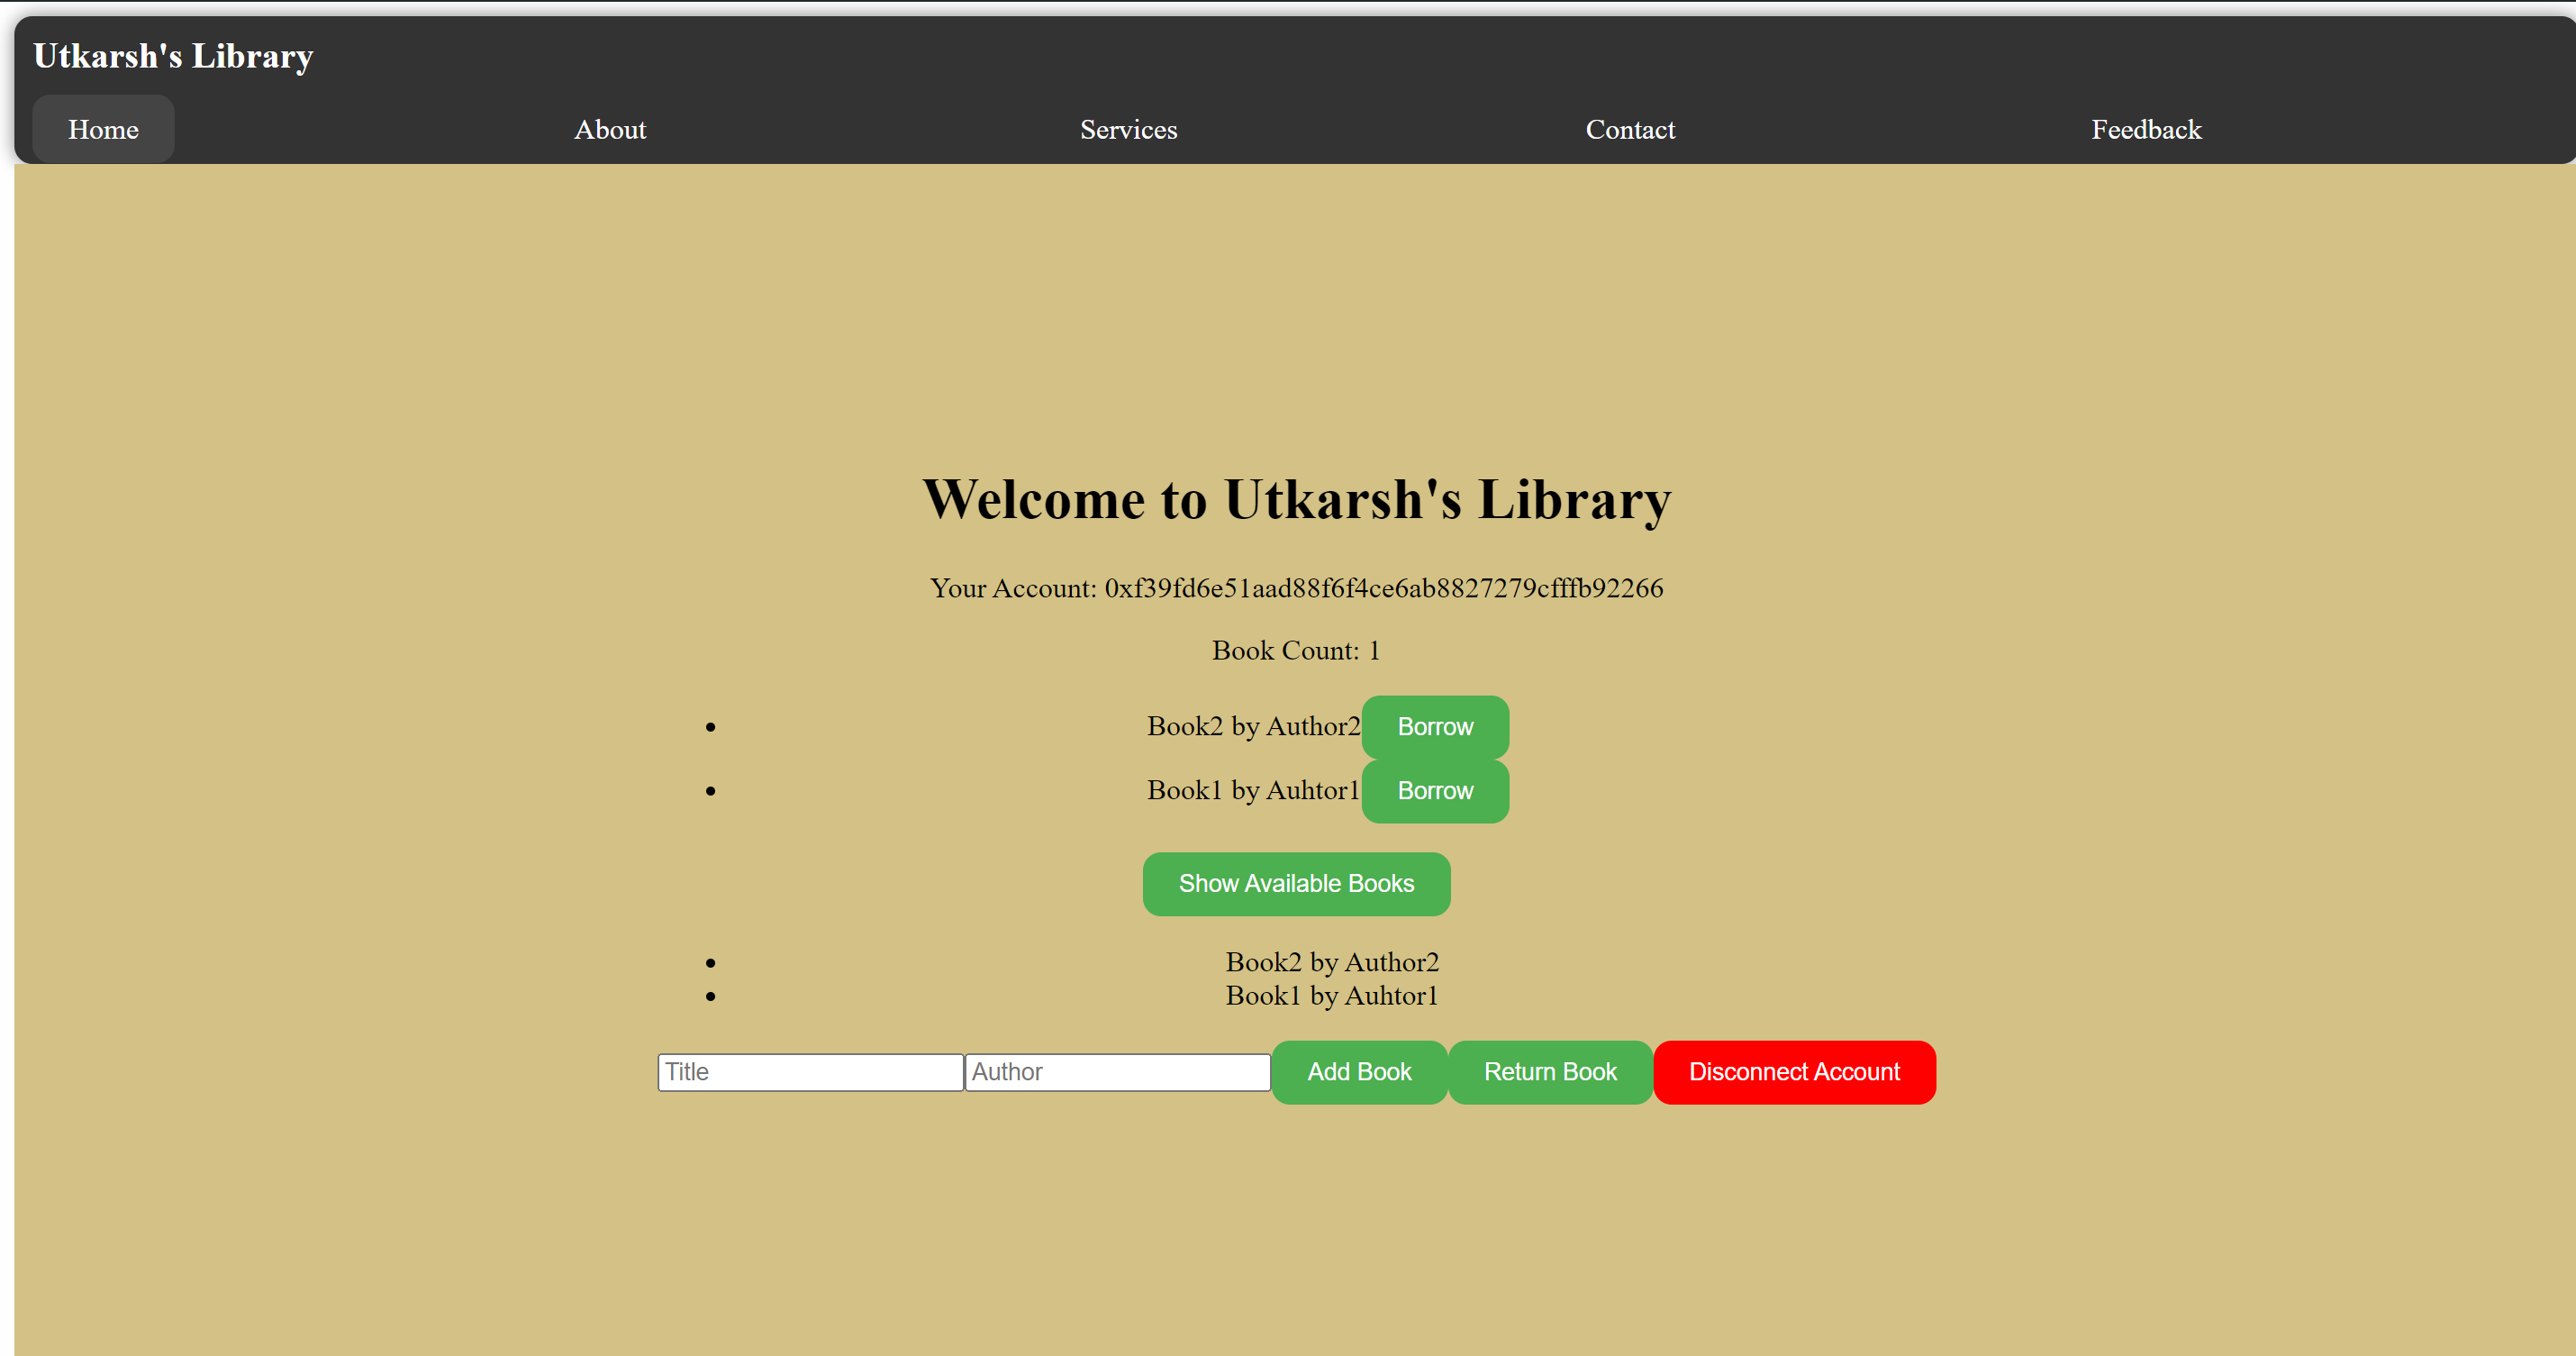 Utkarsh's Library
Home About Services Contact Feedback
Welcome to Utkarsh's Library
Your Account: 0xf39fd6e51aad88f6f4ce6ab8827279cfffb92266
Book Count: 1
Book2 by Author2 Borrow
Book1 by Auhtor1 Borrow
Show Available Books
Book2 by Author2
Book1 by Auhtor1
Title Author Add Book Return Book Disconnect Account